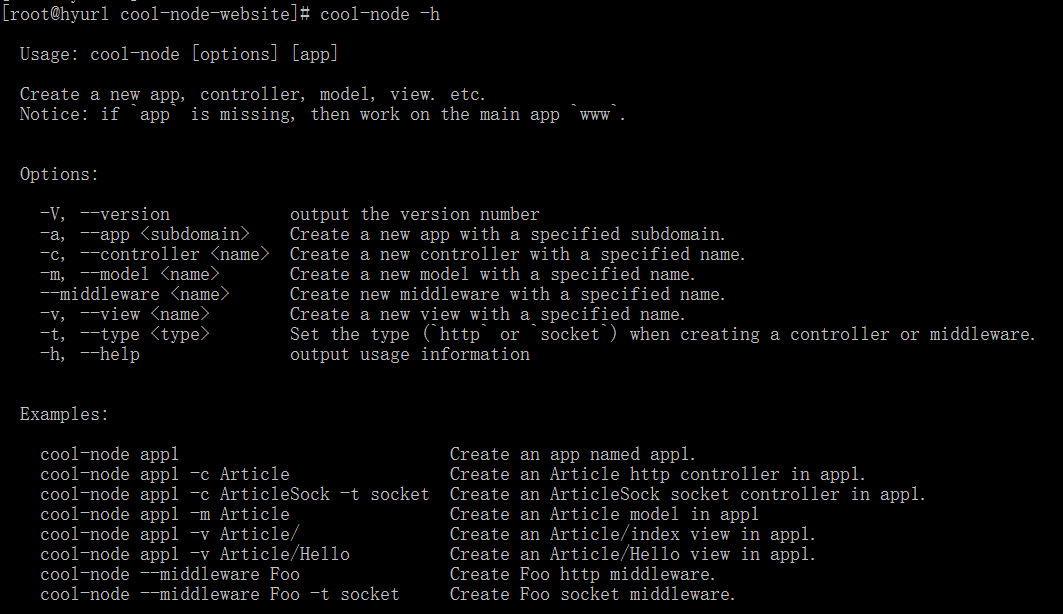 [root@hyurl cool-node-website]# cool-node -h
Usage: cool-node [options] [app]
Create a new app, controller, model, view. etc.
Notice: if `app` is missing, then work on the main app `www`.
Options:
-V, --version output the version number
-a, --app <subdomain> Create a new app with a specified subdomain.
-c, --controller <name> Create a new controller with a specified name.
-m, --model <name> Create a new model with a specified name.
--middleware <name> Create new middleware with a specified name.
-v, --view <name> Create a new view with a specified name.
-t, --type <type> Set the type (`http` or `socket`) when creating a controller or middleware.
-h, --help output usage information
Examples:
cool-node app1 Create an app named app1.
cool-node app1 -c Article Create an Article http controller in app1.
cool-node app1 -c ArticleSock -t socket Create an ArticleSock socket controller in app1.
cool-node app1 -m Article Create an Article model in app1
cool-node app1 -v Article/ Create an Article/index view in app1.
cool-node app1 -v Article/Hello Create an Article/Hello view in app1.
cool-node --middleware Foo Create Foo http middleware.
cool-node --middleware Foo -t socket Create Foo socket middleware.